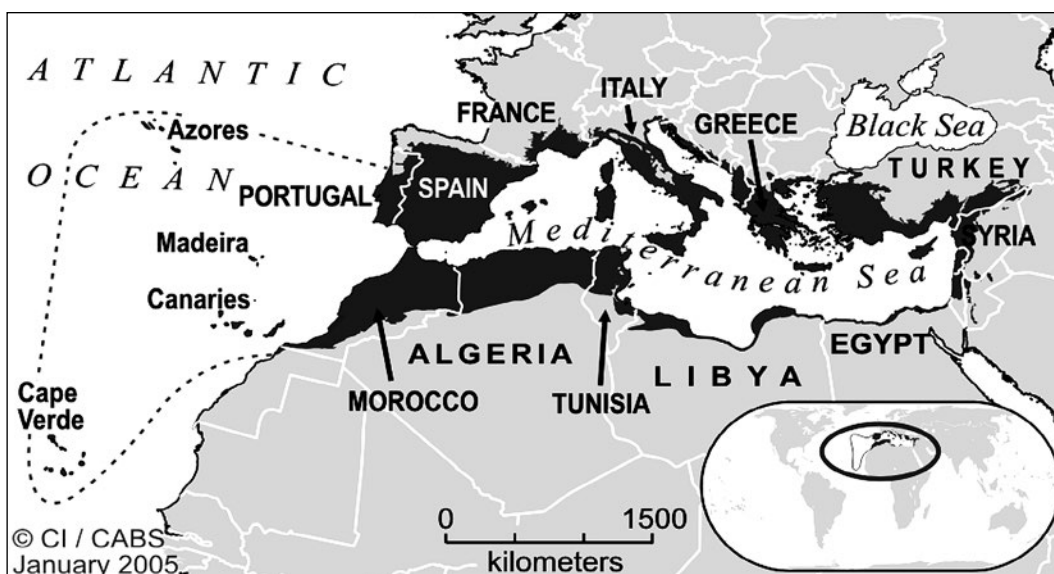 ATLANTIC
OCEAN
Azores
Madeira
Canaries
Cape
Verde
PORTUGAL
SPAIN
FRANCE
ITALY
GREECE
Black Sea
TURKEY
SYRIA
Mediterranean Sea
MOROCCO
ALGERIA
TUNISIA
LIBYA
EGYPT
0 1500
kilometers
© CI / CABS
January 2005